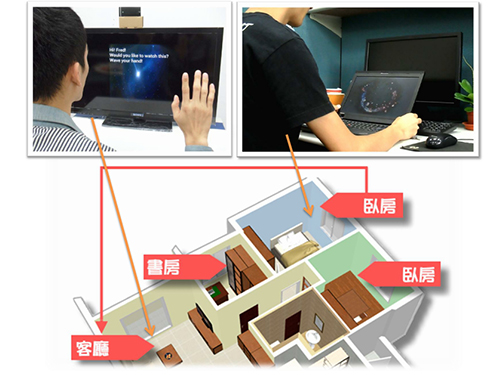 Hi! Fred!
Would you like to watch this?
Wave your hand!
臥房
書房
臥房
客廳